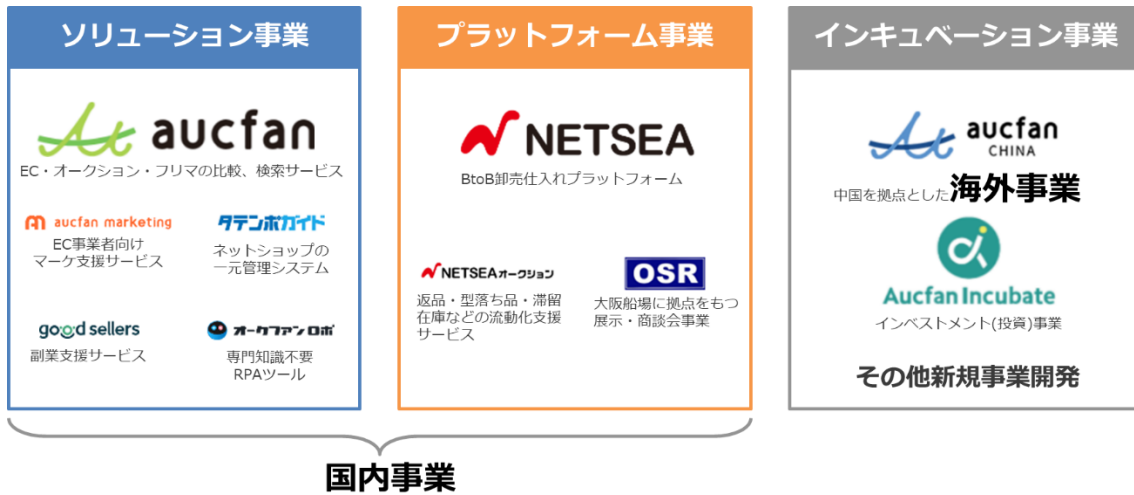 ソリューション事業
aucfan
EC・オークション・フリマの比較、検索サービス
aucfan marketing
EC事業者向け
マーケ支援サービス
タテンポガイド
ネットショップの
一元管理システム
good sellers
副業支援サービス
オークファンロボ
専門知識不要
RPAツール
プラットフォーム事業
NETSEA
BtoB卸売仕入れプラットフォーム
NETSEAオークション
返品・型落ち品・滞留
在庫などの流動化支援
サービス
OSR
大阪船場に拠点をもつ
展示・商談会事業
インキュベーション事業
aucfan
CHINA
中国を拠点とした海外事業
Aucfan Incubate
インベストメント(投資)事業
その他新規事業開発
国内事業